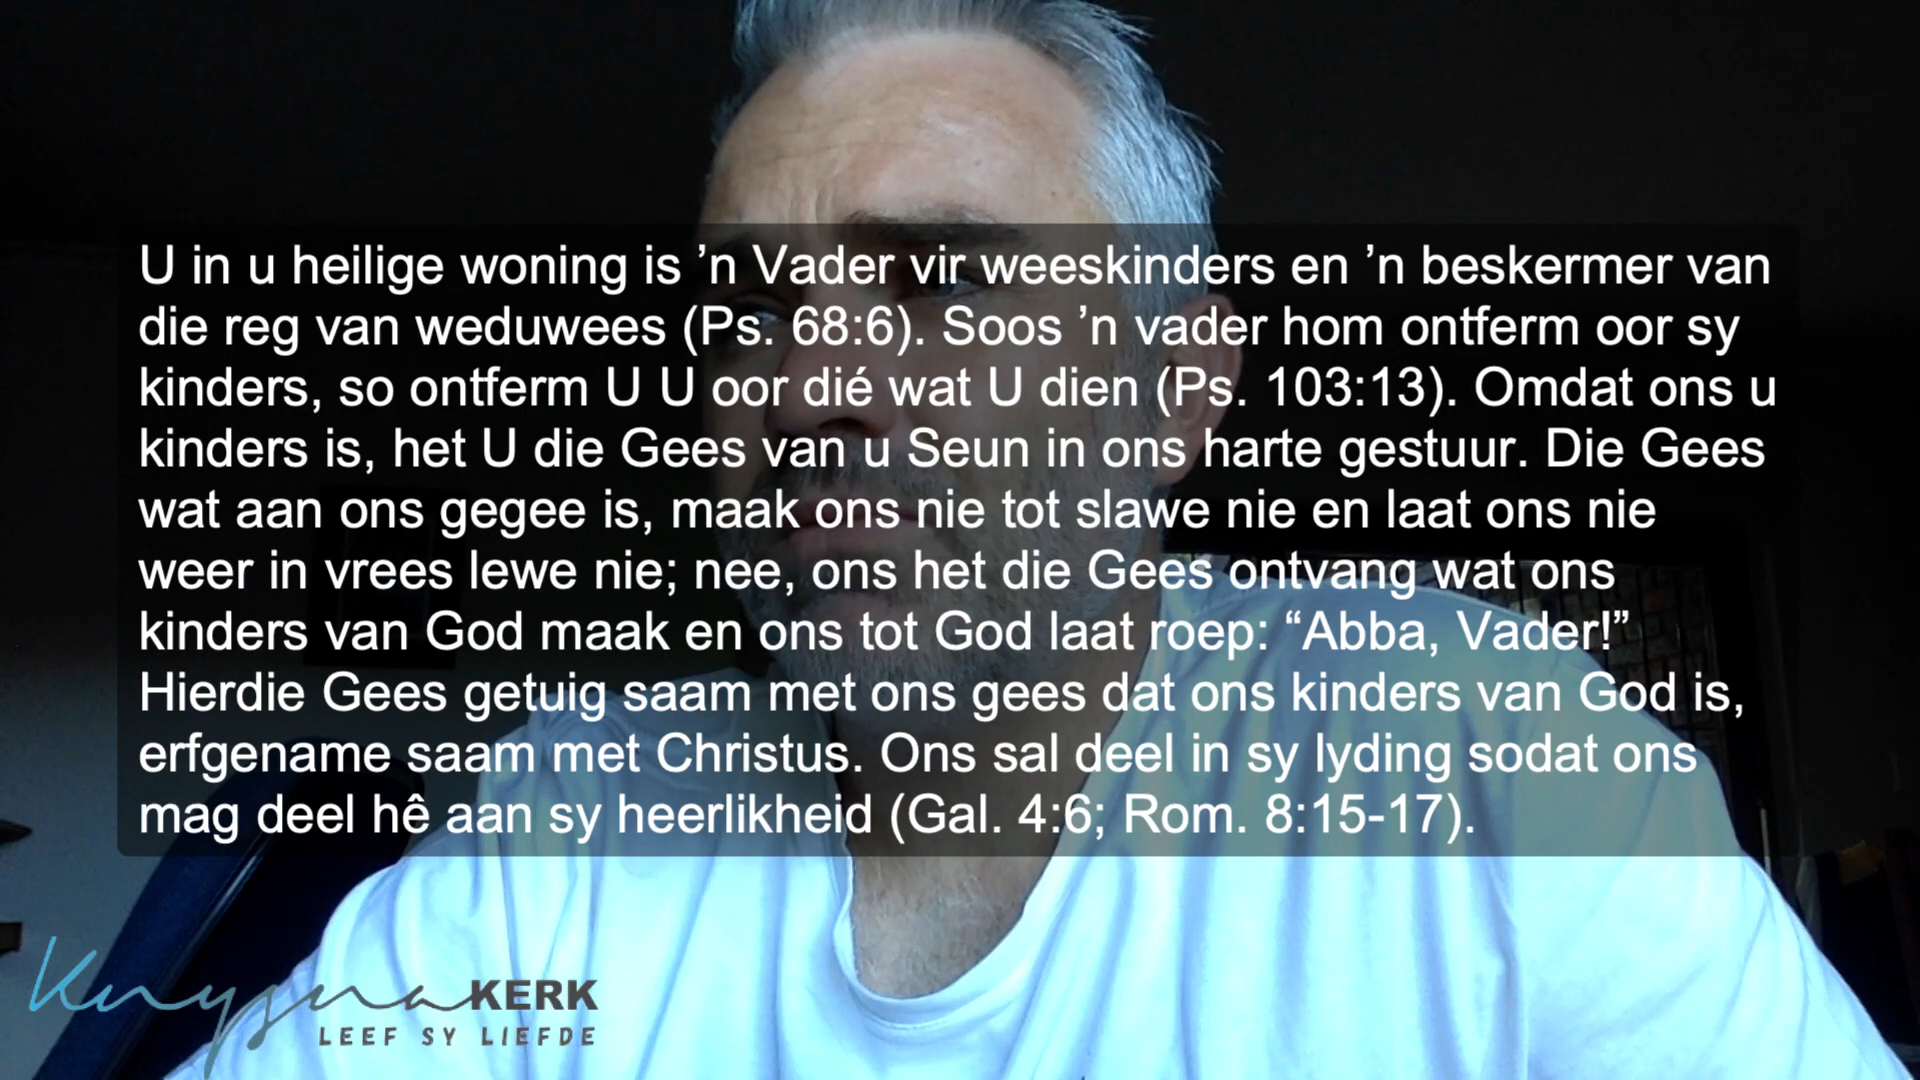 U in u heilige woning is ’n Vader vir weeskinders en ’n beskermer van
die reg van weduwees (Ps. 68:6). Soos ’n vader hom ontferm oor sy
kinders, so ontferm U U oor dié wat U dien (Ps. 103:13). Omdat ons u
kinders is, het U die Gees van u Seun in ons harte gestuur. Die Gees
wat aan ons gegee is, maak ons nie tot slawe nie en laat ons nie
weer in vrees lewe nie; nee, ons het die Gees ontvang wat ons
kinders van God maak en ons tot God laat roep: “Abba, Vader!”
Hierdie Gees getuig saam met ons gees dat ons kinders van God is,
erfgename saam met Christus. Ons sal deel in sy lyding sodat ons
mag deel hê aan sy heerlikheid (Gal. 4:6; Rom. 8:15-17).
Knysna KERK
LEEF SY LIEFDE